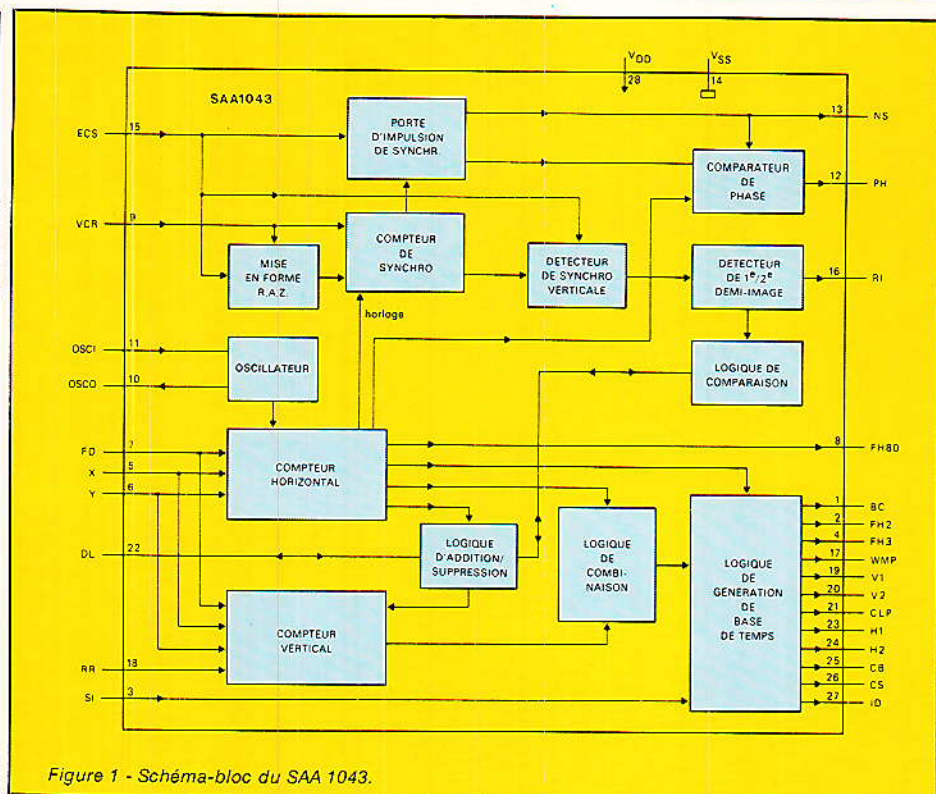 VDD
28
VSS
14
SAA1043
ECS
15
PORTE
D'IMPULSION
DE SYNCHR.
13
NS
COMPARATEUR
DE
PHASE
12
PH
VCR
9
MISE
EN FORME
R.A.Z.
COMPTEUR
DE
SYNCHRO
DETECTEUR
DE SYNCHRO
VERTICALE
DETECTEUR
DE 1e/2e
DEMI-IMAGE
16
RI
horloge
OSCI
11
OSCO
10
OSCILLATEUR
LOGIQUE DE
COMPARAISON
FD
7
X
5
Y
6
COMPTEUR
HORIZONTAL
8
FH80
DL
22
LOGIQUE
D'ADDITION/
SUPPRESSION
LOGIQUE
DE
COMBI-
NAISON
LOGIQUE
DE
GENERATION
DE
BASE
DE TEMPS
COMPTEUR
VERTICAL
RR
18
SI
3
1
BC
2
FH2
4
FH3
17
WMP
19
V1
20
V2
21
CLP
23
H1
24
H2
25
CB
26
CS
27
ID
Figure 1 - Schéma-bloc du SAA 1043.